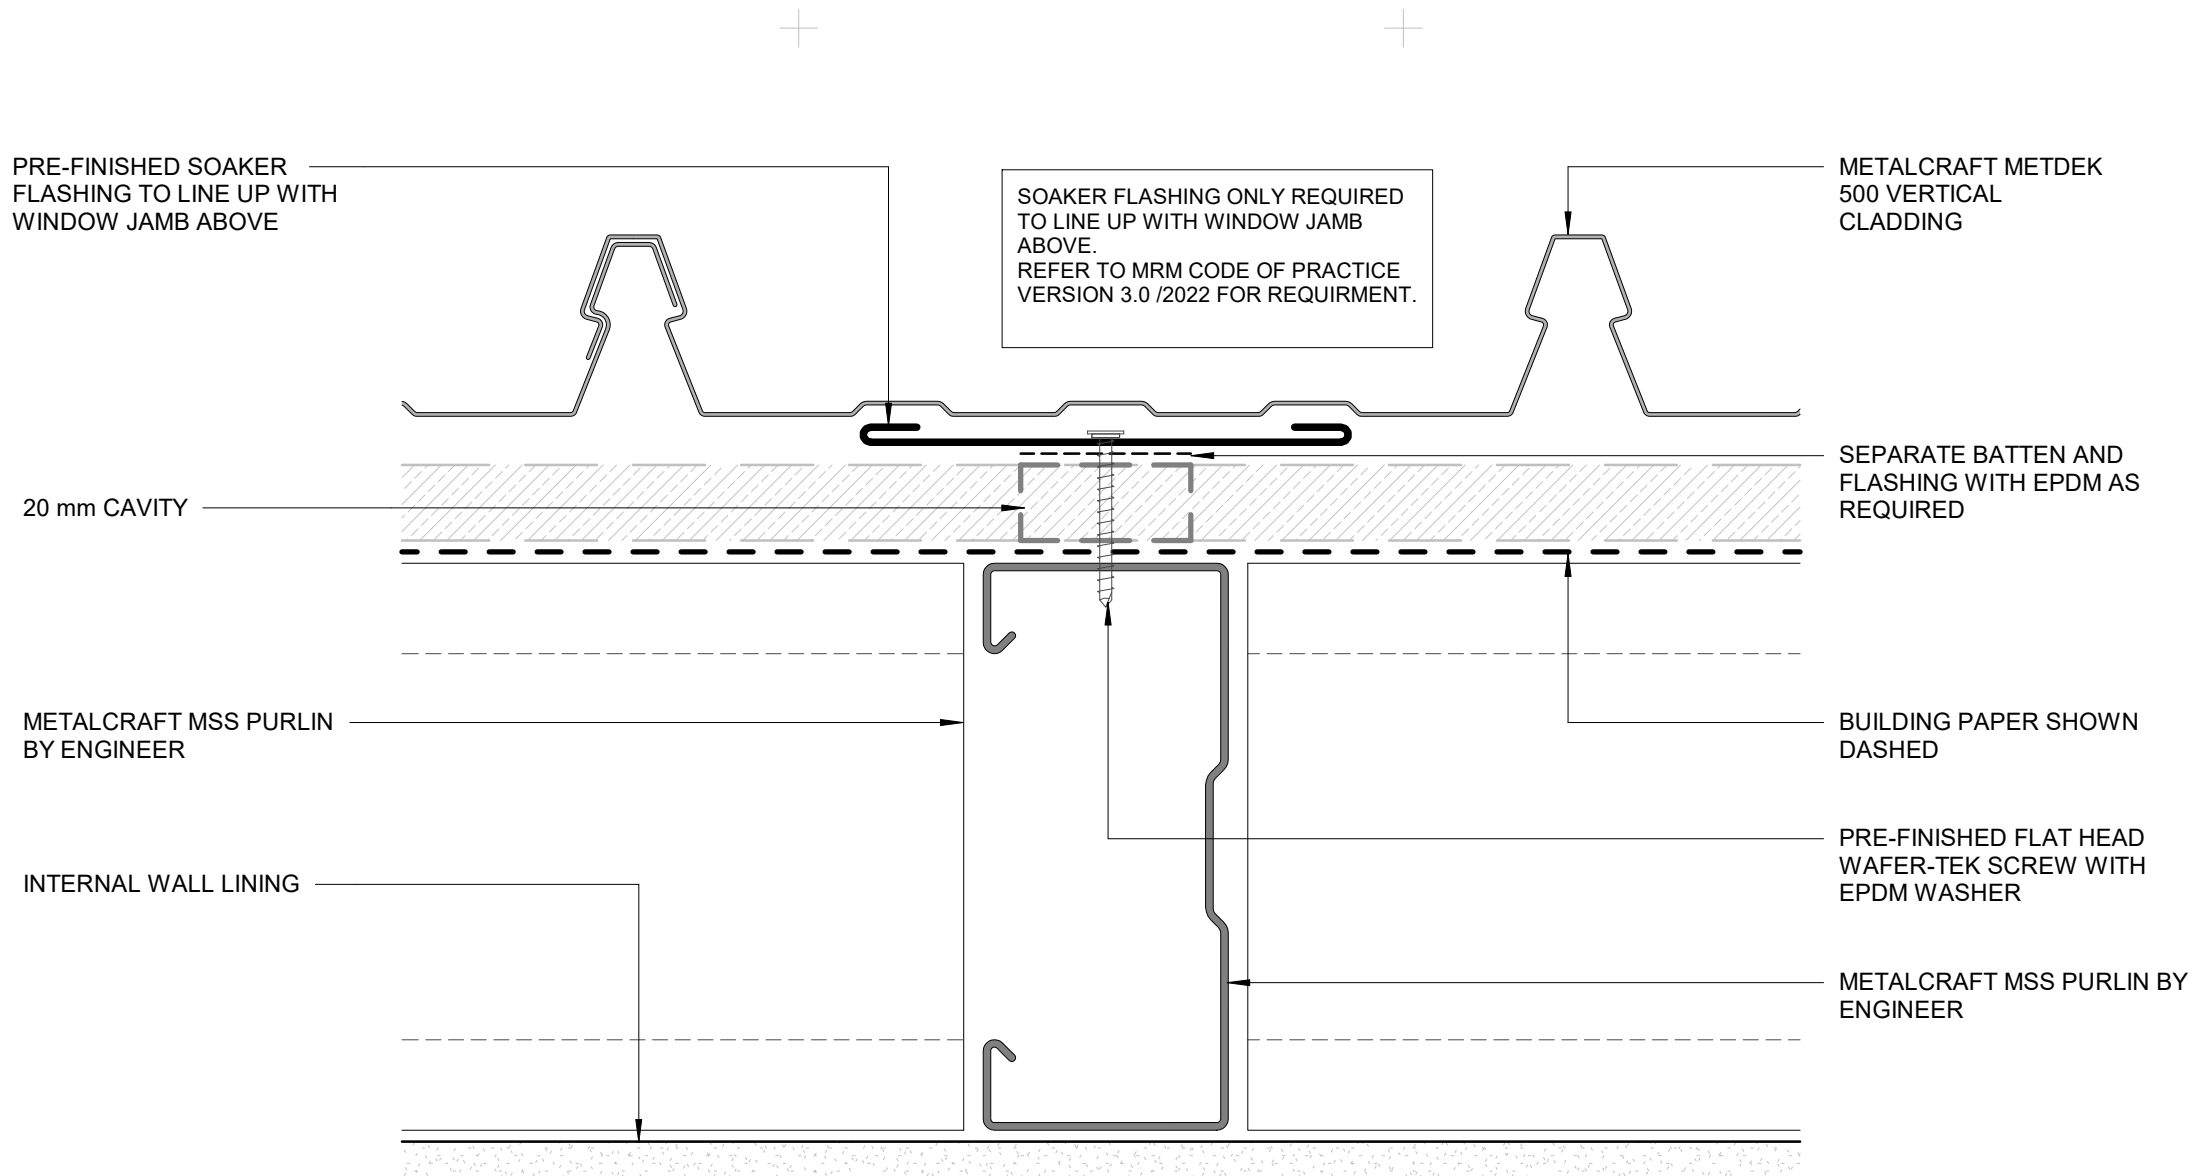 PRE-FINISHED SOAKER
FLASHING TO LINE UP WITH
WINDOW JAMB ABOVE
SOAKER FLASHING ONLY REQUIRED
TO LINE UP WITH WINDOW JAMB
ABOVE.
REFER TO MRM CODE OF PRACTICE
VERSION 3.0 /2022 FOR REQUIRMENT.
METALCRAFT METDEK
500 VERTICAL
CLADDING
20 mm CAVITY
SEPARATE BATTEN AND
FLASHING WITH EPDM AS
REQUIRED
METALCRAFT MSS PURLIN
BY ENGINEER
BUILDING PAPER SHOWN
DASHED
INTERNAL WALL LINING
PRE-FINISHED FLAT HEAD
WAFER-TEK SCREW WITH
EPDM WASHER
METALCRAFT MSS PURLIN BY
ENGINEER